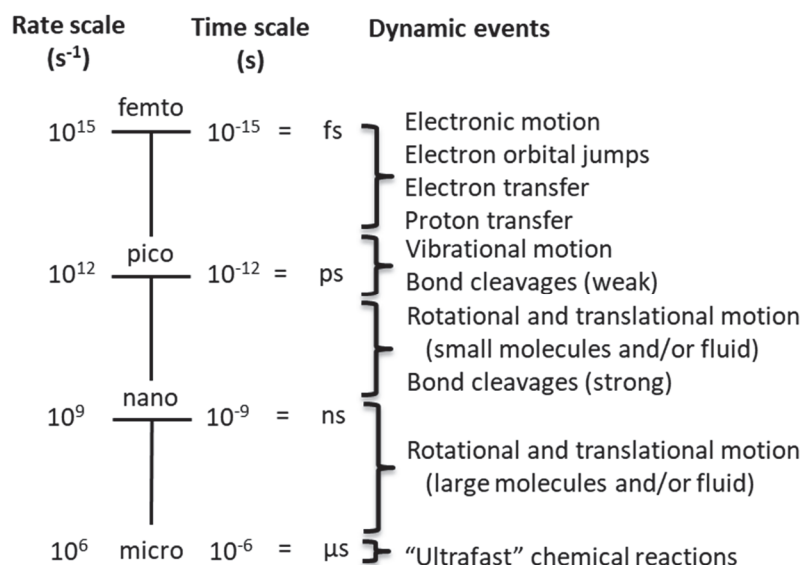 Rate scale Time scale Dynamic events
(s⁻¹) (s)
femto
10¹⁵ 10⁻¹⁵ = fs
Electronic motion
Electron orbital jumps
Electron transfer
Proton transfer
pico
10¹² 10⁻¹² = ps
Vibrational motion
Bond cleavages (weak)
Rotational and translational motion
(small molecules and/or fluid)
Bond cleavages (strong)
nano
10⁹ 10⁻⁹ = ns
Rotational and translational motion
(large molecules and/or fluid)
10⁶ micro 10⁻⁶ = μs
“Ultrafast” chemical reactions